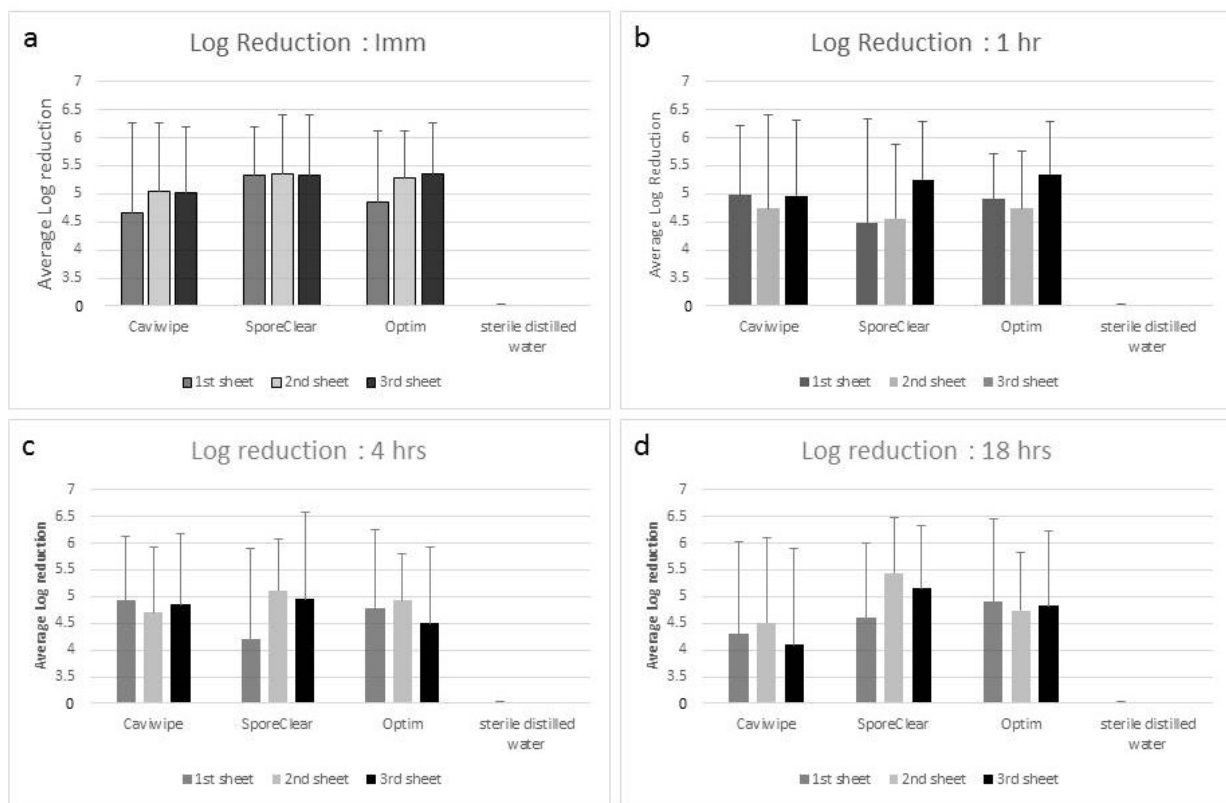 a
Log Reduction : Imm
Average Log reduction
7
6.5
6
5.5
5
4.5
4
3.5
0
Caviwipe
SporeClear
Optim
sterile distilled
water
1st sheet
2nd sheet
3rd sheet
b
Log Reduction : 1 hr
Average Log Reduction
7
6.5
6
5.5
5
4.5
4
3.5
0
Caviwipe
SporeClear
Optim
sterile distilled
water
1st sheet
2nd sheet
3rd sheet
c
Log reduction : 4 hrs
Average Log reduction
7
6.5
6
5.5
5
4.5
4
3.5
0
Caviwipe
SporeClear
Optim
sterile distilled
water
1st sheet
2nd sheet
3rd sheet
d
Log reduction : 18 hrs
Average Log reduction
7
6.5
6
5.5
5
4.5
4
3.5
0
Caviwipe
SporeClear
Optim
sterile distilled
water
1st sheet
2nd sheet
3rd sheet